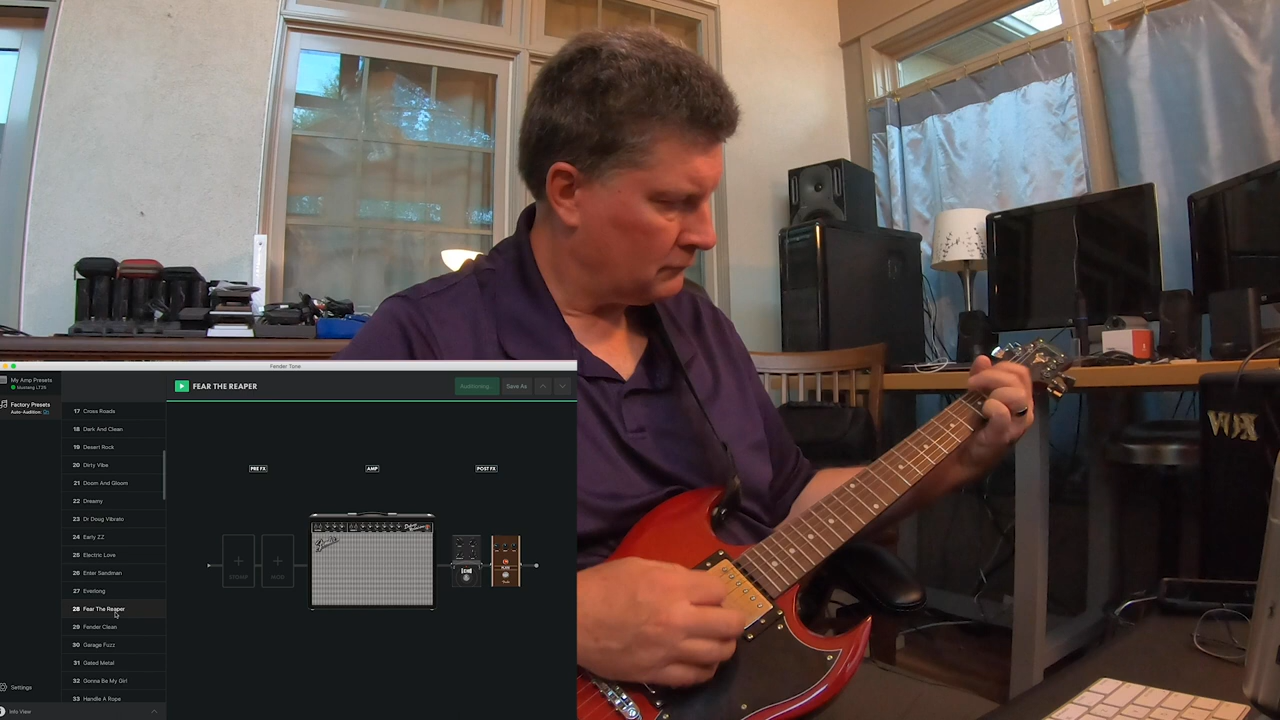 Fender Tone
My Amp Presets
Mustang LT25
Factory Presets
Auto-Audition:
FEAR THE REAPER
Auditioning...
Save As
17 Cross Roads
18 Dark And Clean
19 Desert Rock
20 Dirty Vibe
21 Doom And Gloom
22 Dreamy
23 Dr Doug Vibrato
24 Early ZZ
25 Electric Love
26 Enter Sandman
27 Everlong
28 Fear The Reaper
29 Fender Clean
30 Garage Fuzz
31 Gated Metal
32 Gonna Be My Girl
33 Handle A Rope
PRE FX
AMP
POST FX
STOMP
MOD
Fender
Settings
Info View
VOX